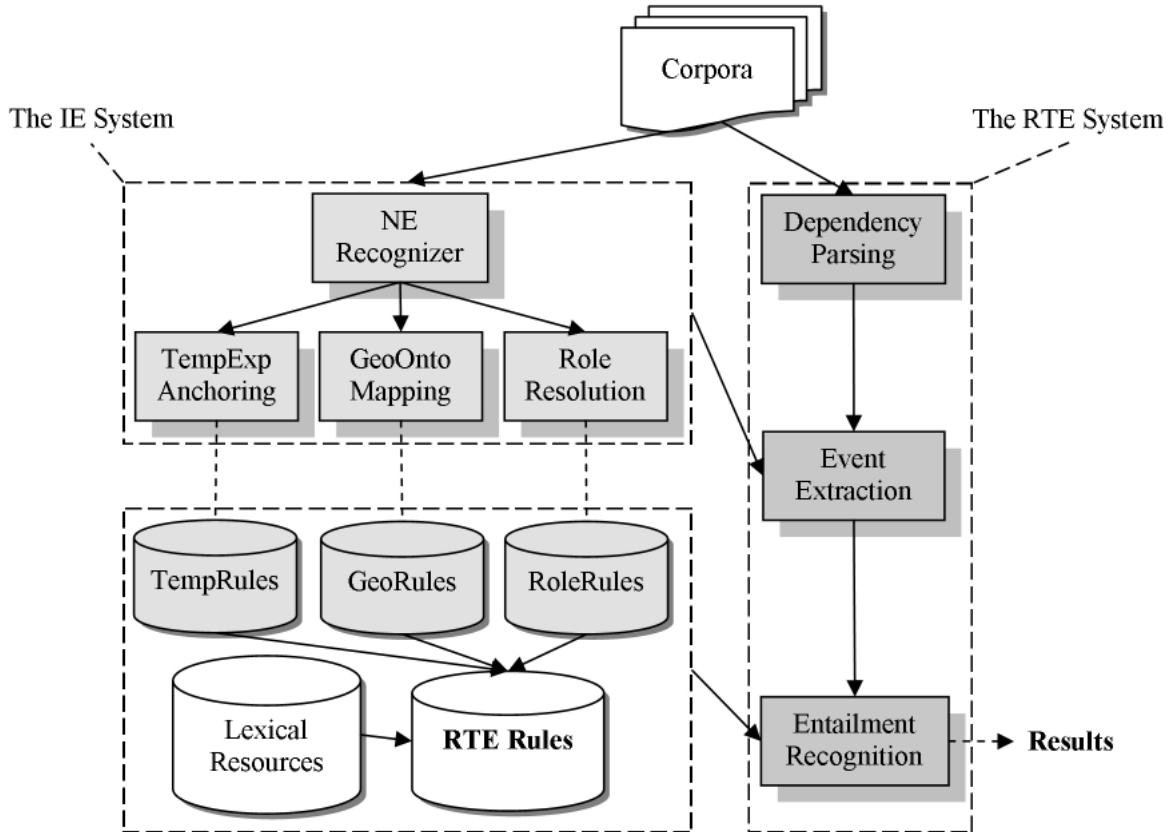 Corpora
The IE System
The RTE System
NE
Recognizer
Dependency
Parsing
TempExp
Anchoring
GeoOnto
Mapping
Role
Resolution
Event
Extraction
TempRules
GeoRules
RoleRules
Lexical
Resources
RTE Rules
Entailment
Recognition
Results